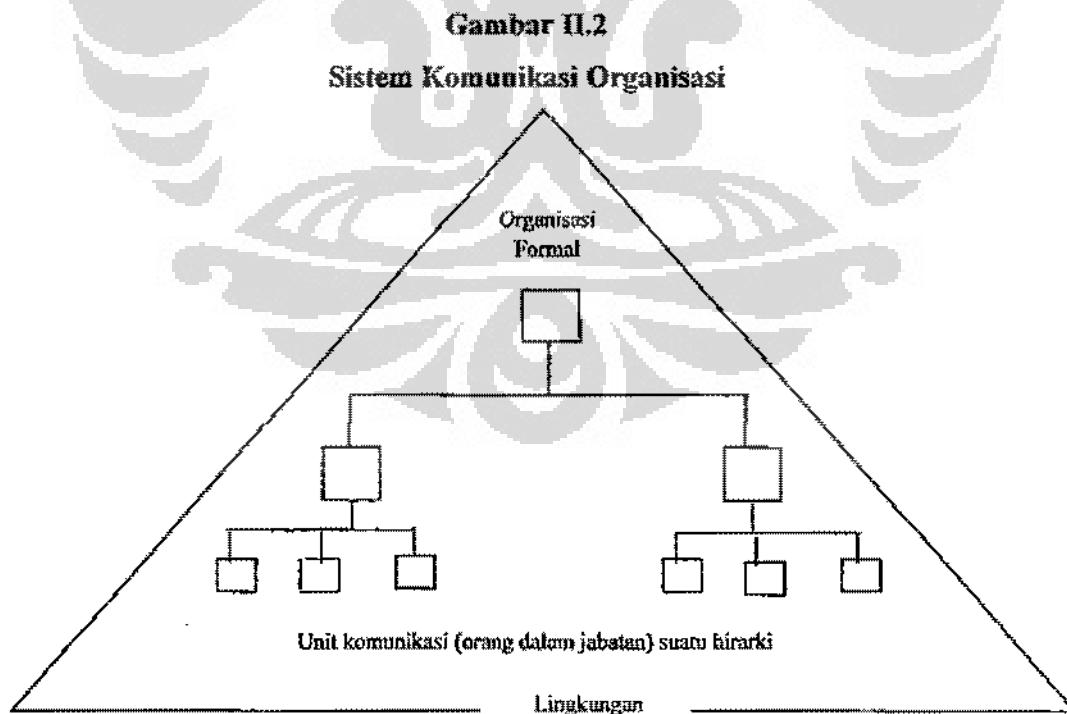 Gambar II.2
Sistem Komunikasi Organisasi
Organisasi
Formal
Unit komunikasi (orang dalam jabatan) suatu hirarki
Lingkungan